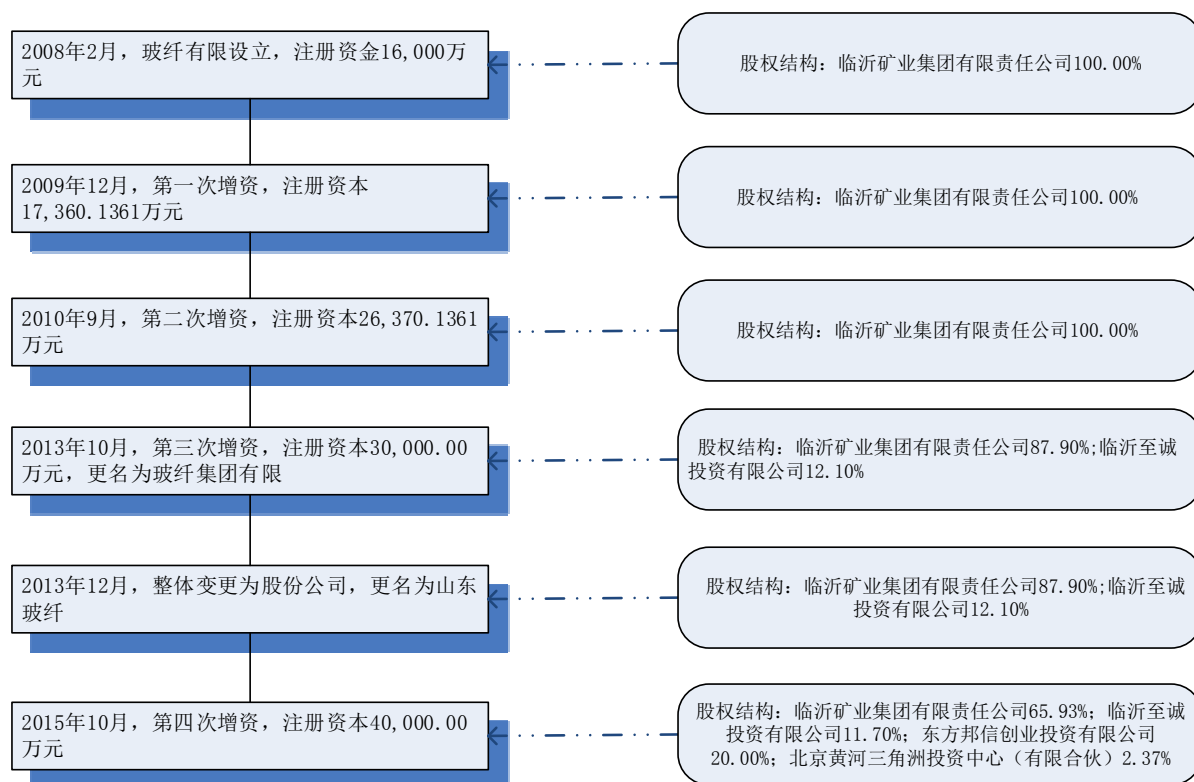 2008年2月，玻纤有限设立，注册资金16,000万
元
股权结构：临沂矿业集团有限责任公司100.00%
2009年12月，第一次增资，注册资本
17,360.1361万元
股权结构：临沂矿业集团有限责任公司100.00%
2010年9月，第二次增资，注册资本26,370.1361
万元
股权结构：临沂矿业集团有限责任公司100.00%
2013年10月，第三次增资，注册资本30,000.00
万元，更名为玻纤集团有限
股权结构：临沂矿业集团有限责任公司87.90%;临沂至诚
投资有限公司12.10%
2013年12月，整体变更为股份公司，更名为山东
玻纤
股权结构：临沂矿业集团有限责任公司87.90%;临沂至诚
投资有限公司12.10%
2015年10月，第四次增资，注册资本40,000.00
万元
股权结构：临沂矿业集团有限责任公司65.93%；临沂至诚
投资有限公司11.70%；东方邦信创业投资有限公司
20.00%；北京黄河三角洲投资中心（有限合伙）2.37%